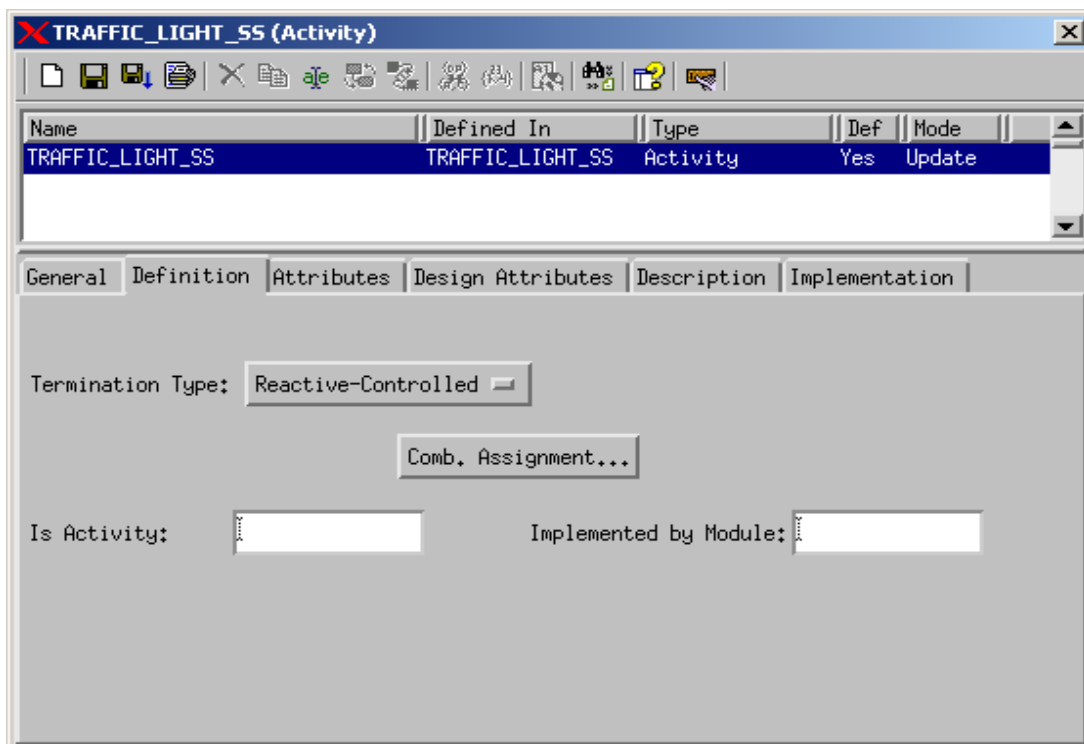 TRAFFIC_LIGHT_SS (Activity)
Name Defined In Type Def Mode
TRAFFIC_LIGHT_SS TRAFFIC_LIGHT_SS Activity Yes Update
General Definition Attributes Design Attributes Description Implementation
Termination Type: Reactive-Controlled
Comb. Assignment...
Is Activity: Implemented by Module: